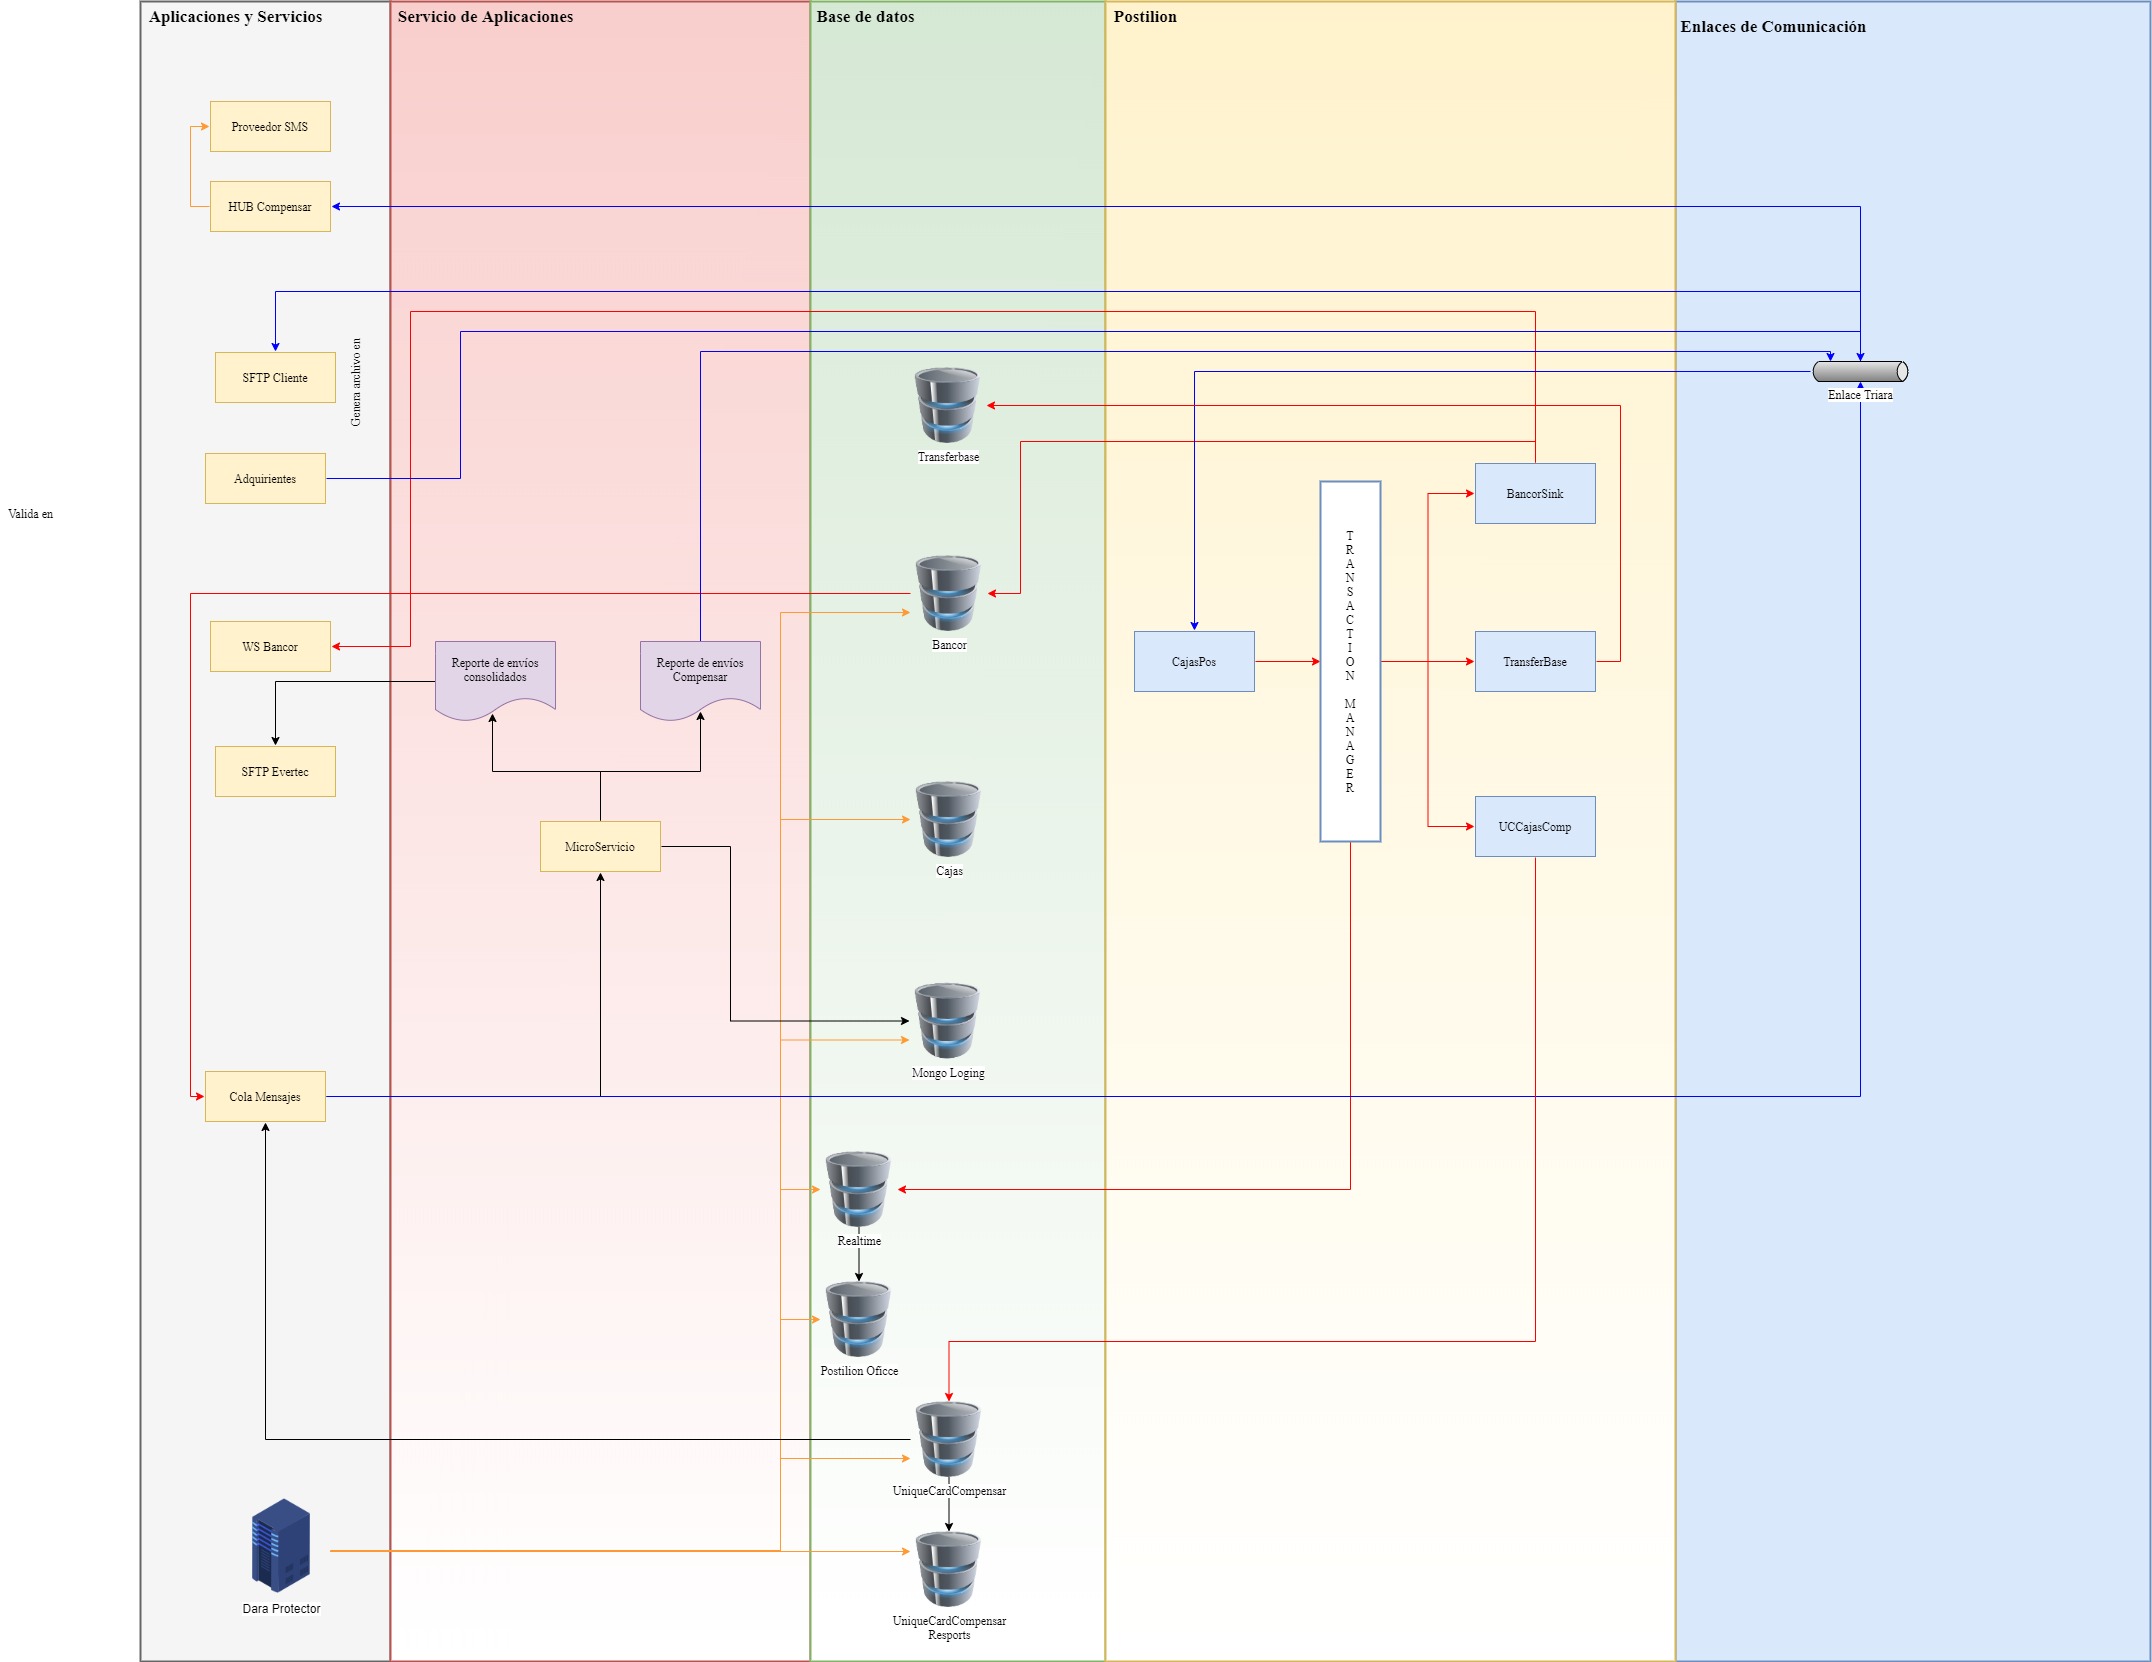 Aplicaciones y Servicios
Servicio de Aplicaciones
Base de datos
Postilion
Enlaces de Comunicación
Proveedor SMS
HUB Compensar
SFTP Cliente
Genera archivo en
Adquirientes
Valida en
WS Bancor
SFTP Evertec
Cola Mensajes
Dara Protector
Reporte de envíos
consolidados
Reporte de envíos
Compensar
MicroServicio
Transferbase
Bancor
Cajas
Mongo Loging
Realtime
Postilion Oficce
UniqueCardCompensar
UniqueCardCompensar
Resports
CajasPos
T
R
A
N
S
A
C
T
I
O
N
M
A
N
A
G
E
R
BancorSink
TransferBase
UCCajasComp
Enlace Triara